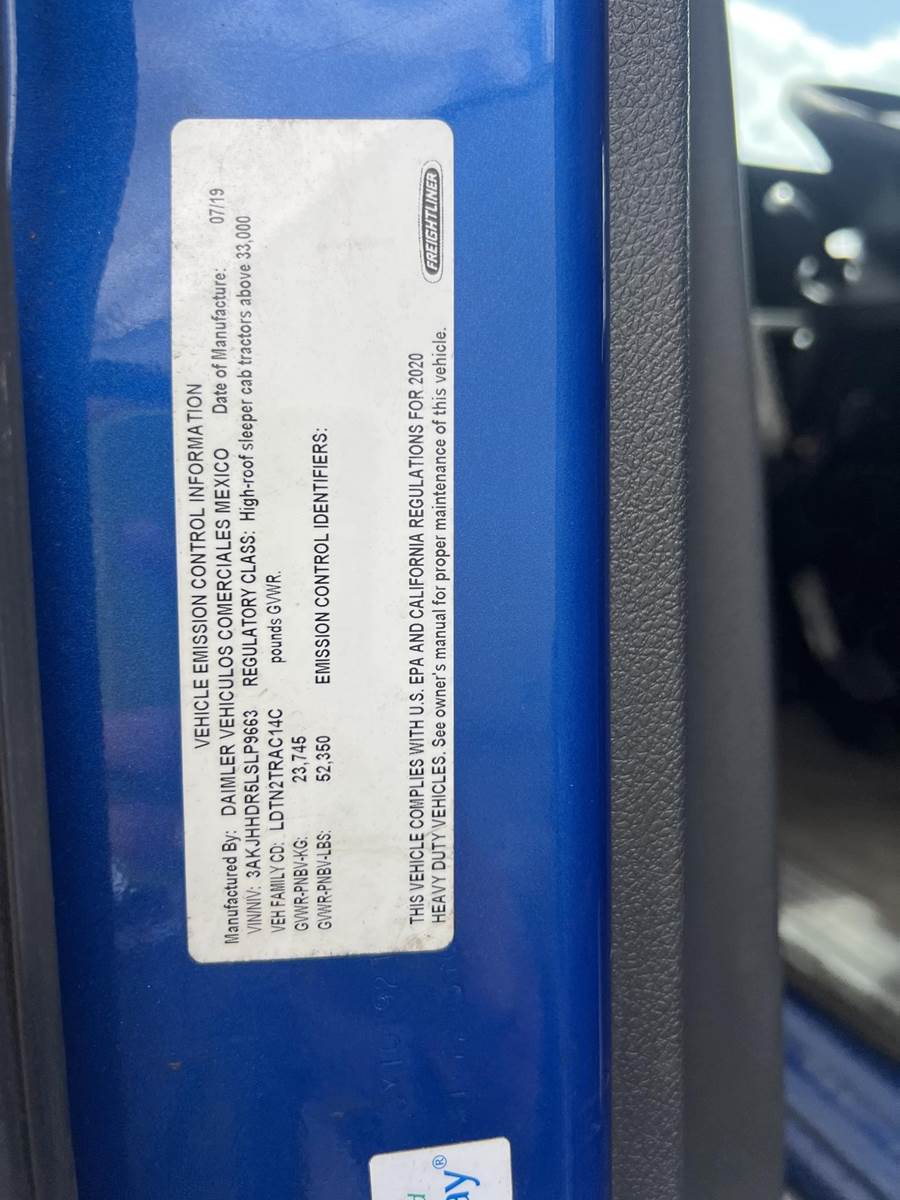 VEHICLE EMISSION CONTROL INFORMATION
Manufactured By: DAIMLER VEHICULOS COMERCIALES MEXICO Date of Manufacture: 07/19
VIN/NIV: 3AKJHHDR5LSLP9663 REGULATORY CLASS: High-roof sleeper cab tractors above 33,000
VEH FAMILY CD: LDTN2TRAC14C pounds GVWR.
GVWR-PNBV-KG: 23,745
GVWR-PNBV-LBS: 52,350 EMISSION CONTROL IDENTIFIERS:
THIS VEHICLE COMPLIES WITH U.S. EPA AND CALIFORNIA REGULATIONS FOR 2020
HEAVY DUTY VEHICLES. See owner's manual for proper maintenance of this vehicle.
FREIGHTLINER